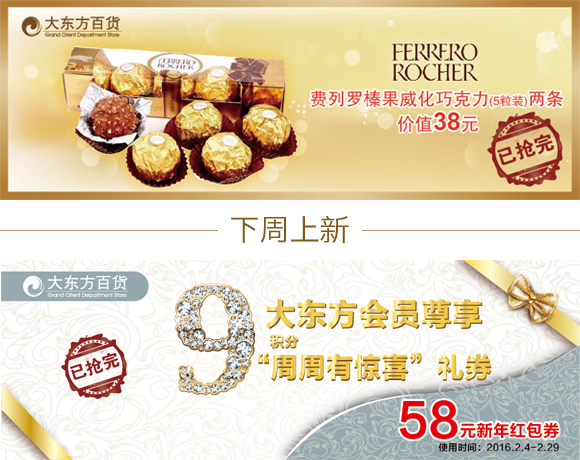 大东方百货
Grand Orient Department Store
FERRERO
ROCHER
FERRERO
ROCHER
费列罗榛果威化巧克力(5粒装)两条
价值38元
已抢完
下周上新
大东方百货
Grand Orient Department Store
9
积分
大东方会员尊享
“周周有惊喜”礼券
已抢完
58元新年红包券
使用时间：2016.2.4-2.29